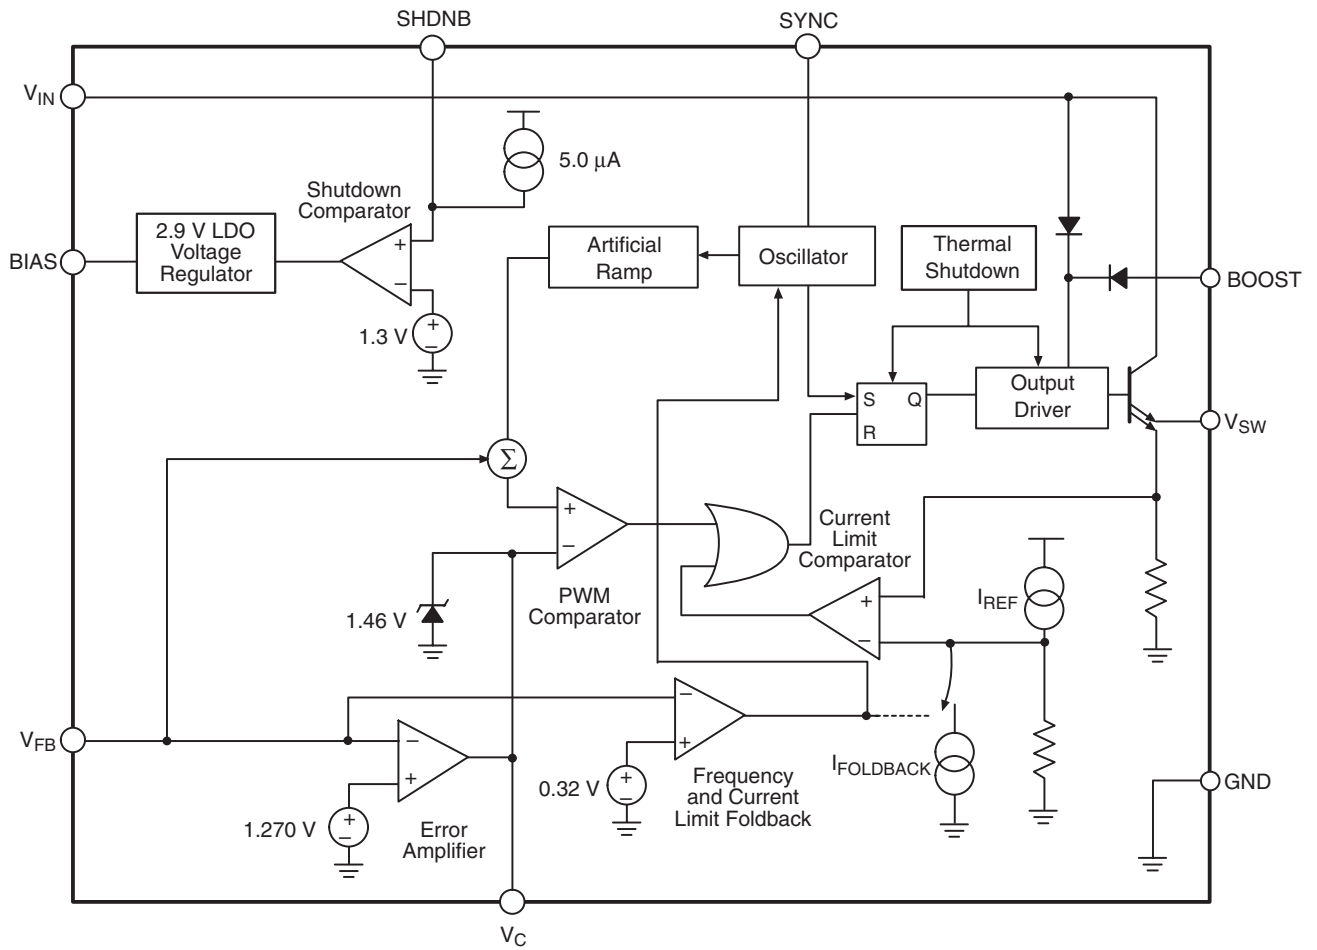 SHDNB
SYNC
VIN
5.0 μA
Shutdown
Comparator
+
−
2.9 V LDO
Voltage
Regulator
BIAS
Artificial
Ramp
Oscillator
Thermal
Shutdown
BOOST
1.3 V
+
−
S Q
R
Output
Driver
VSW
Σ
+
−
PWM
Comparator
Current
Limit
Comparator
+
−
IREF
1.46 V
VFB
−
+
1.270 V
+
−
Error
Amplifier
−
+
0.32 V
+
−
Frequency
and Current
Limit Foldback
IFOLDBACK
GND
VC